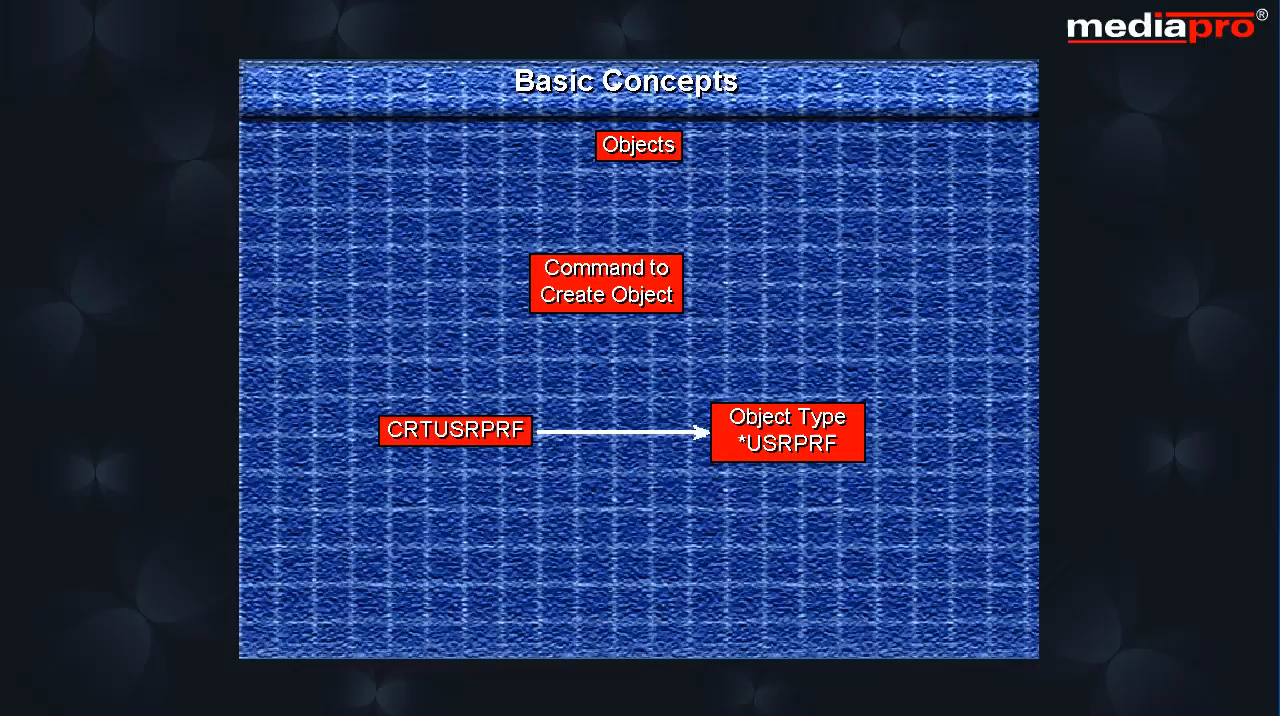 mediapro®
Basic Concepts
Objects
Command to
Create Object
CRTUSRPRF
Object Type
*USRPRF